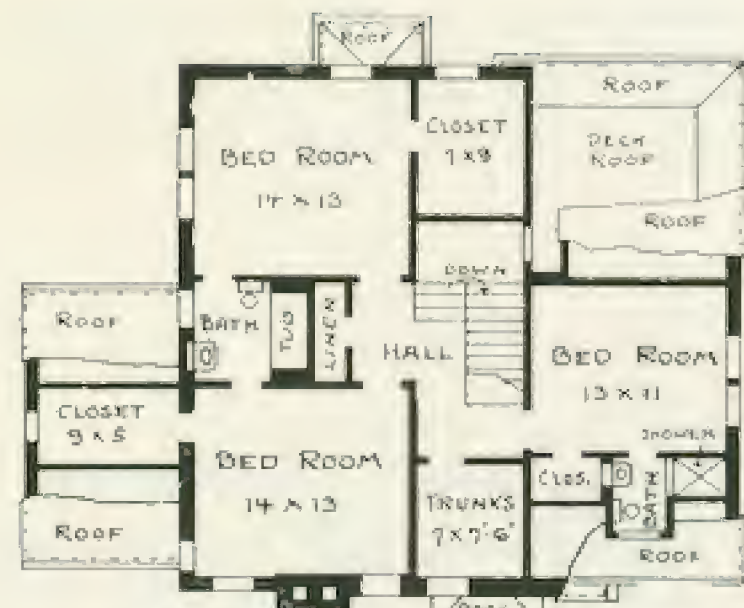 ROOF
ROOF
CLOSET
7 X 9
DECK
ROOF
BED ROOM
14 X 13
ROOF
DOWN
ROOF
BATH
TUB
LINEN
HALL
BED ROOM
13 X 11
CLOSET
9 X 5
SHOWER
BED ROOM
14 X 13
CLOS.
BATH
TRUNKS
7 X 7'-6"
ROOF
ROOF